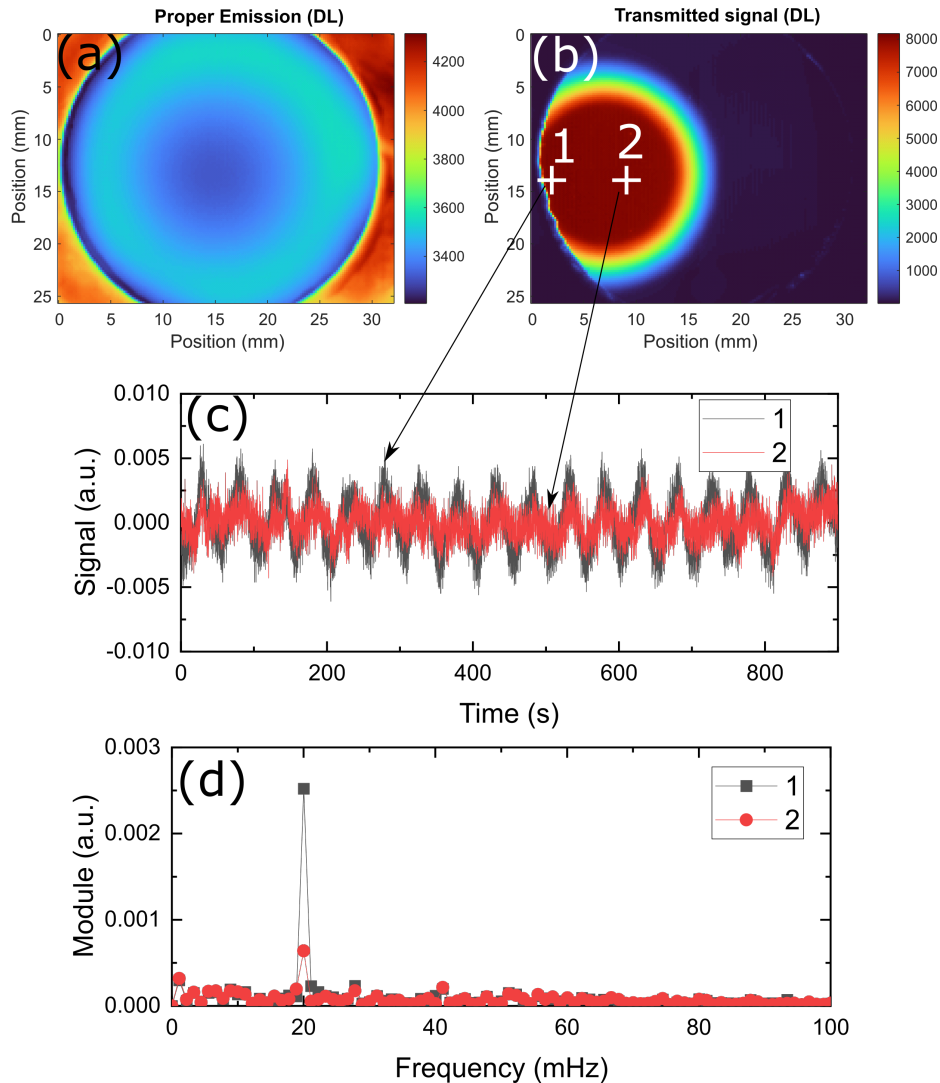 Proper Emission (DL)
(a)
0
5
10
15
20
25
Position (mm)
0 5 10 15 20 25 30
Position (mm)
4200
4000
3800
3600
3400
Transmitted signal (DL)
(b)
1 2
0
5
10
15
20
25
Position (mm)
0 5 10 15 20 25 30
Position (mm)
8000
7000
6000
5000
4000
3000
2000
1000
(c)
1
2
0.010
0.005
0.000
-0.005
-0.010
Signal (a.u.)
0 200 400 600 800
Time (s)
(d)
1
2
0.003
0.002
0.001
0.000
Module (a.u.)
0 20 40 60 80 100
Frequency (mHz)